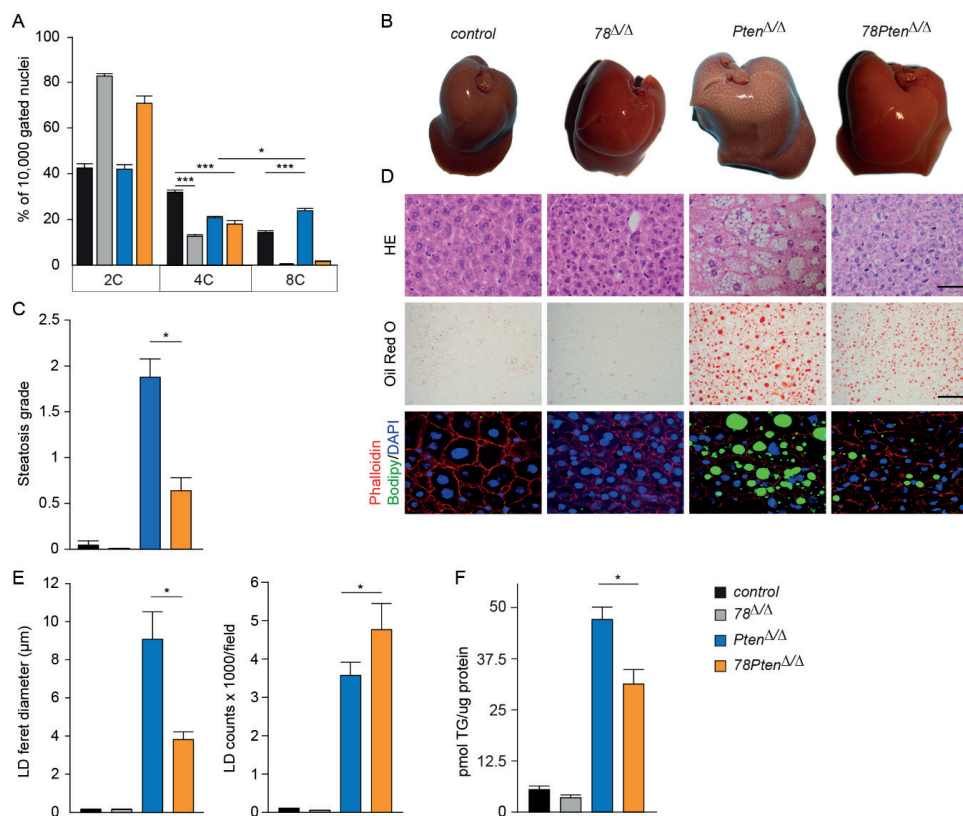 A
% of 10,000 gated nuclei
100
80
60
40
20
0
***
***
*
***
2C
4C
8C
B
control
78Δ/Δ
PtenΔ/Δ
78PtenΔ/Δ
C
Steatosis grade
2.5
2
1.5
1
0.5
0
*
D
HE
Oil Red O
Phalloidin
Bodipy/DAPI
E
LD feret diameter (µm)
12
10
8
6
4
2
0
*
LD counts x 1000/field
6
5
4
3
2
1
0
*
F
pmol TG/ug protein
50
37.5
25
12.5
0
*
control
78Δ/Δ
PtenΔ/Δ
78PtenΔ/Δ